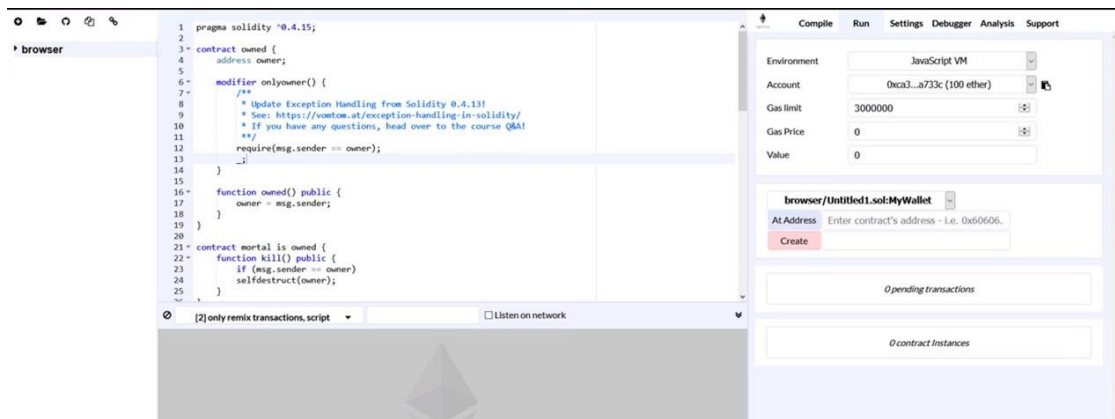 browser
1 pragma solidity ^0.4.15;
2
3 contract owned {
4 address owner;
5
6 modifier onlyowner() {
7 /**
8 * Update Exception Handling from Solidity 0.4.13!
9 * See: https://vomtom.at/exception-handling-in-solidity/
10 * If you have any questions, head over to the course Q&A!
11 **/
12 require(msg.sender == owner);
13 _;
14 }
15
16 function owned() public {
17 owner = msg.sender;
18 }
19 }
20
21 contract mortal is owned {
22 function kill() public {
23 if (msg.sender == owner)
24 selfdestruct(owner);
25 }
[2] only remix transactions, script
Listen on network
Compile Run Settings Debugger Analysis Support
Environment JavaScript VM
Account 0xca3...a733c (100 ether)
Gas limit 3000000
Gas Price 0
Value 0
browser/Untitled1.sol:MyWallet
At Address Enter contract's address - i.e. 0x60606.
Create
0 pending transactions
0 contract Instances